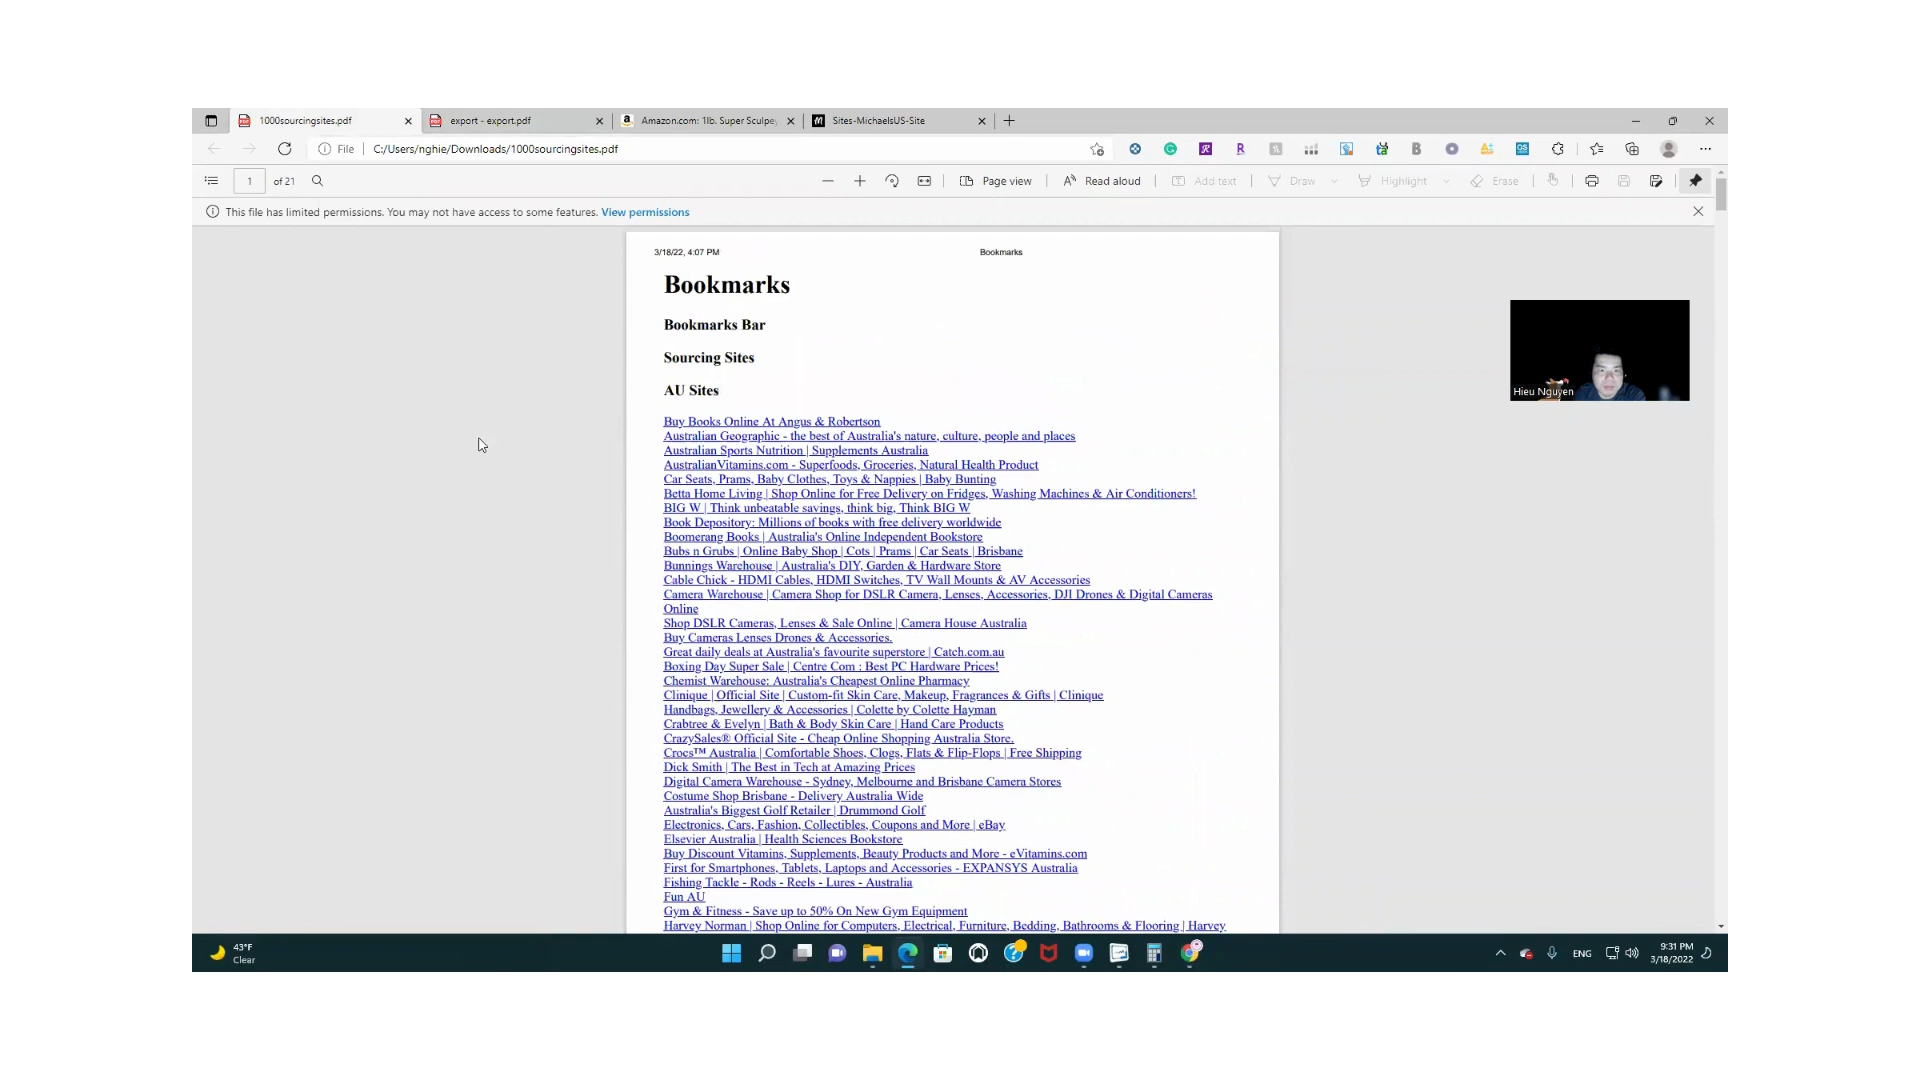 1000sourcingsites.pdf
export - export.pdf
Amazon.com: 1lb. Super Sculpey
Sites-MichaelsUS-Site
File
C:/Users/nghie/Downloads/1000sourcingsites.pdf
1 of 21
Page view
Read aloud
Add text
Draw
Highlight
Erase
This file has limited permissions. You may not have access to some features. View permissions
3/18/22, 4:07 PM
Bookmarks
Bookmarks
Bookmarks Bar
Sourcing Sites
AU Sites
Buy Books Online At Angus & Robertson
Australian Geographic - the best of Australia's nature, culture, people and places
Australian Sports Nutrition | Supplements Australia
AustralianVitamins.com - Superfoods, Groceries, Natural Health Product
Car Seats, Prams, Baby Clothes, Toys & Nappies | Baby Bunting
Betta Home Living | Shop Online for Free Delivery on Fridges, Washing Machines & Air Conditioners!
BIG W | Think unbeatable savings, think big, Think BIG W
Book Depository: Millions of books with free delivery worldwide
Boomerang Books | Australia's Online Independent Bookstore
Bubs n Grubs | Online Baby Shop | Cots | Prams | Car Seats | Brisbane
Bunnings Warehouse | Australia's DIY, Garden & Hardware Store
Cable Chick - HDMI Cables, HDMI Switches, TV Wall Mounts & AV Accessories
Camera Warehouse | Camera Shop for DSLR Camera, Lenses, Accessories, DJI Drones & Digital Cameras
Online
Shop DSLR Cameras, Lenses & Sale Online | Camera House Australia
Buy Cameras Lenses Drones & Accessories.
Great daily deals at Australia's favourite superstore | Catch.com.au
Boxing Day Super Sale | Centre Com : Best PC Hardware Prices!
Chemist Warehouse: Australia's Cheapest Online Pharmacy
Clinique | Official Site | Custom-fit Skin Care, Makeup, Fragrances & Gifts | Clinique
Handbags, Jewellery & Accessories | Colette by Colette Hayman
Crabtree & Evelyn | Bath & Body Skin Care | Hand Care Products
CrazySales® Official Site - Cheap Online Shopping Australia Store.
Crocs™ Australia | Comfortable Shoes, Clogs, Flats & Flip-Flops | Free Shipping
Dick Smith | The Best in Tech at Amazing Prices
Digital Camera Warehouse - Sydney, Melbourne and Brisbane Camera Stores
Costume Shop Brisbane - Delivery Australia Wide
Australia's Biggest Golf Retailer | Drummond Golf
Electronics, Cars, Fashion, Collectibles, Coupons and More | eBay
Elsevier Australia | Health Sciences Bookstore
Buy Discount Vitamins, Supplements, Beauty Products and More - eVitamins.com
First for Smartphones, Tablets, Laptops and Accessories - EXPANSYS Australia
Fishing Tackle - Rods - Reels - Lures - Australia
Fun AU
Gym & Fitness - Save up to 50% On New Gym Equipment
Harvey Norman | Shop Online for Computers, Electrical, Furniture, Bedding, Bathrooms & Flooring | Harvey
Hieu Nguyen
43°F
Clear
ENG
9:31 PM
3/18/2022